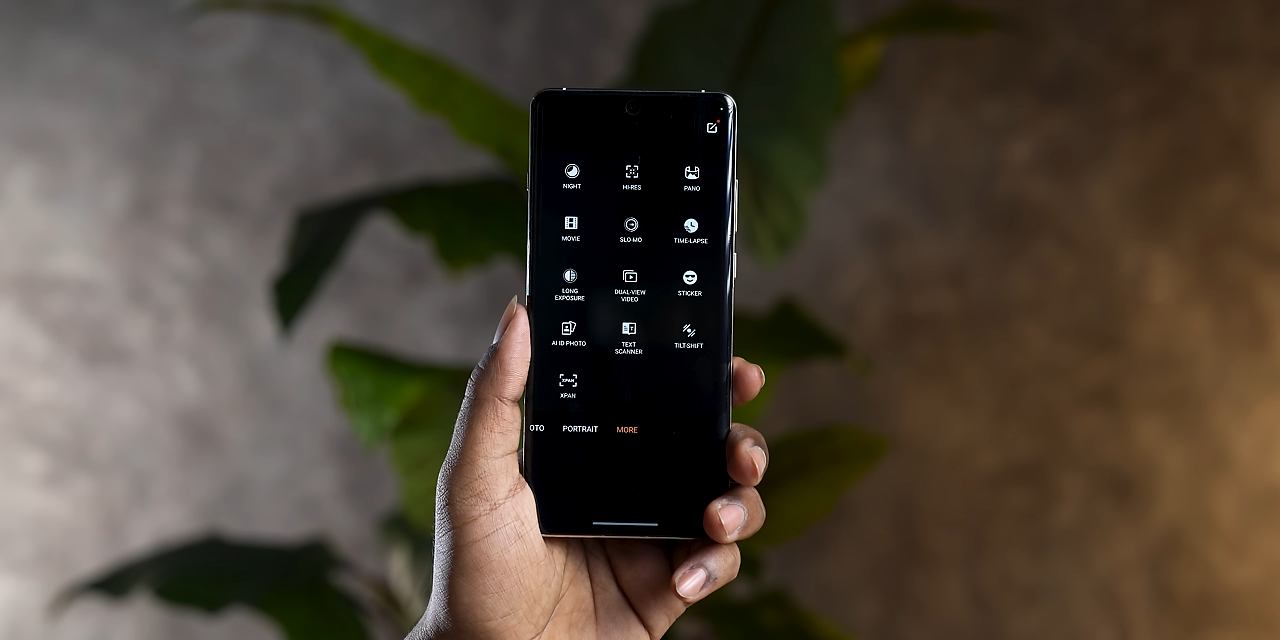 NIGHT HI-RES PANO
MOVIE SLO-MO TIME-LAPSE
LONG EXPOSURE
DUAL-VIEW VIDEO
STICKER
AI ID PHOTO
TEXT SCANNER
TILT-SHIFT
XPAN
XPAN
OTO PORTRAIT MORE